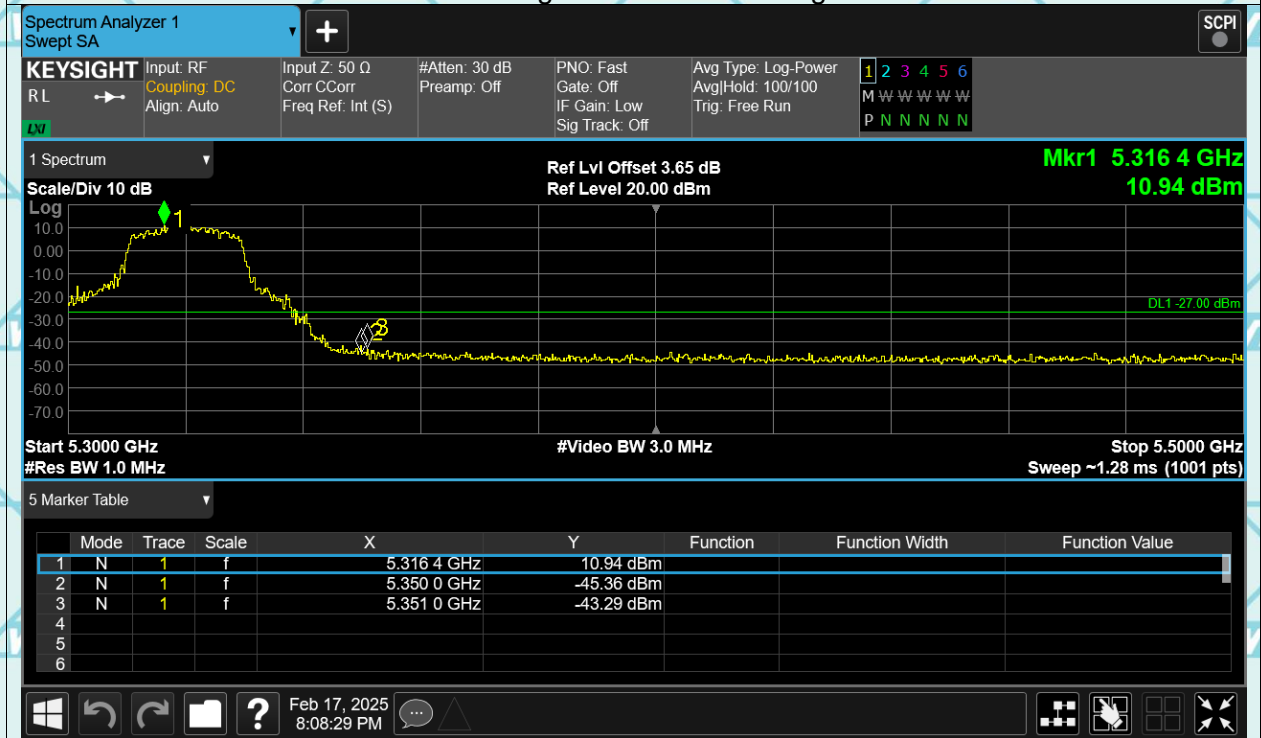 Spectrum Analyzer 1
Swept SA
+
SCPI
KEYSIGHT
RL
LXI
Input: RF
Coupling: DC
Align: Auto
Input Z: 50 Ω
Corr CCorr
Freq Ref: Int (S)
#Atten: 30 dB
Preamp: Off
PNO: Fast
Gate: Off
IF Gain: Low
Sig Track: Off
Avg Type: Log-Power
Avg|Hold: 100/100
Trig: Free Run
1 2 3 4 5 6
M W W W W W
P N N N N N
1 Spectrum
Ref Lvl Offset 3.65 dB
Mkr1 5.316 4 GHz
Scale/Div 10 dB
Ref Level 20.00 dBm
10.94 dBm
Log
1
10.0
0.00
-10.0
-20.0
DL1 -27.00 dBm
-30.0
2 3
-40.0
-50.0
-60.0
-70.0
Start 5.3000 GHz
#Video BW 3.0 MHz
Stop 5.5000 GHz
#Res BW 1.0 MHz
Sweep ~1.28 ms (1001 pts)
5 Marker Table
Mode Trace Scale X Y Function Function Width Function Value
1 N 1 f 5.316 4 GHz 10.94 dBm
2 N 1 f 5.350 0 GHz -45.36 dBm
3 N 1 f 5.351 0 GHz -43.29 dBm
4
5
6
?
Feb 17, 2025
8:08:29 PM